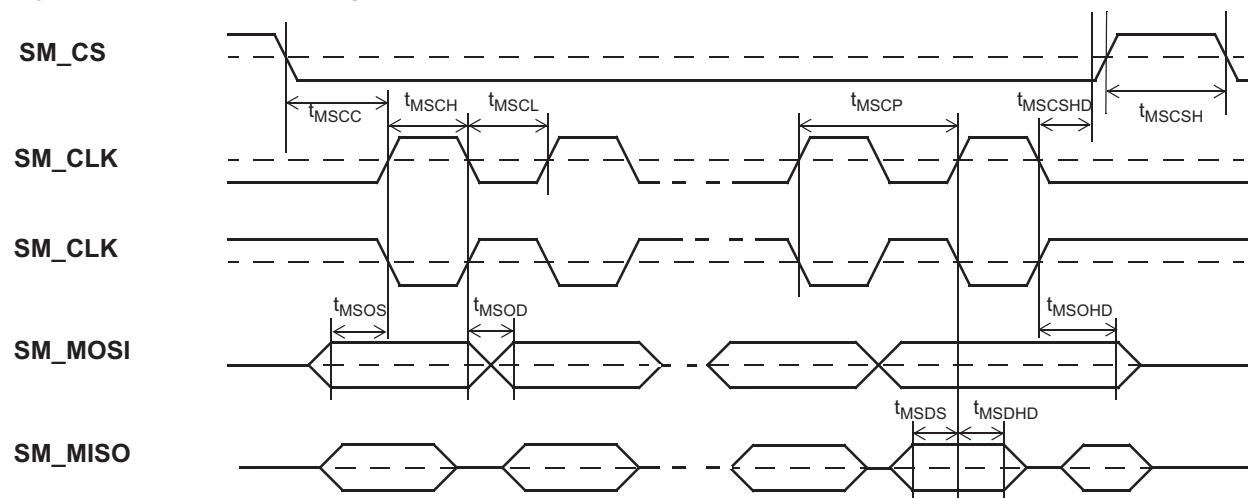 SM_CS
tMSCC
tMSCH
tMSCL
tMSCP
tMSCSHD
tMSCSH
SM_CLK
SM_CLK
tMSOS
tMSOD
tMSOHD
SM_MOSI
tMSDS
tMSDHD
SM_MISO